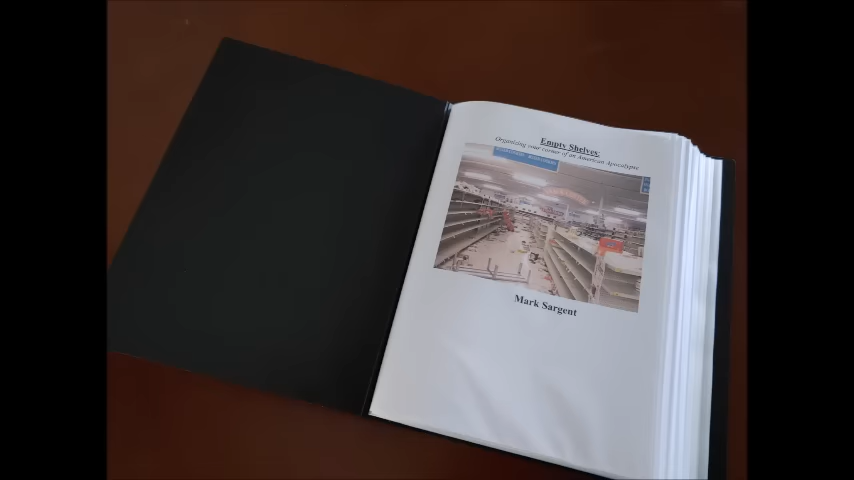 Empty Shelves
Organizing your corner of an American Apocalypse
Mark Sargent